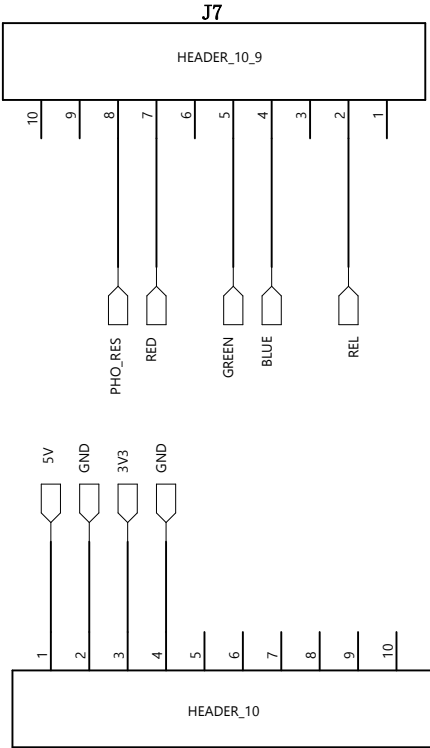 J7
HEADER_10_9
10 9 8 7 6 5 4 3 2 1
PHO_RES RED GREEN BLUE REL
5V GND 3V3 GND
1 2 3 4 5 6 7 8 9 10
HEADER_10